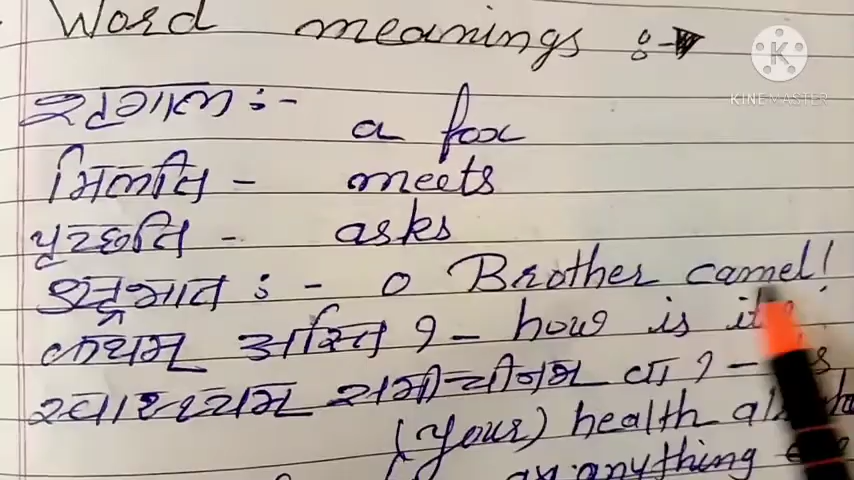 Word meanings :-
KINEMASTER
शृगालः :- a fox
मिलति - meets
पृच्छति - asks
उष्ट्रभातः :- O Brother camel!
कथम् अस्ति ? - how is it
स्वास्थ्यम् समीचीनम् वा ? -
(your) health
anything